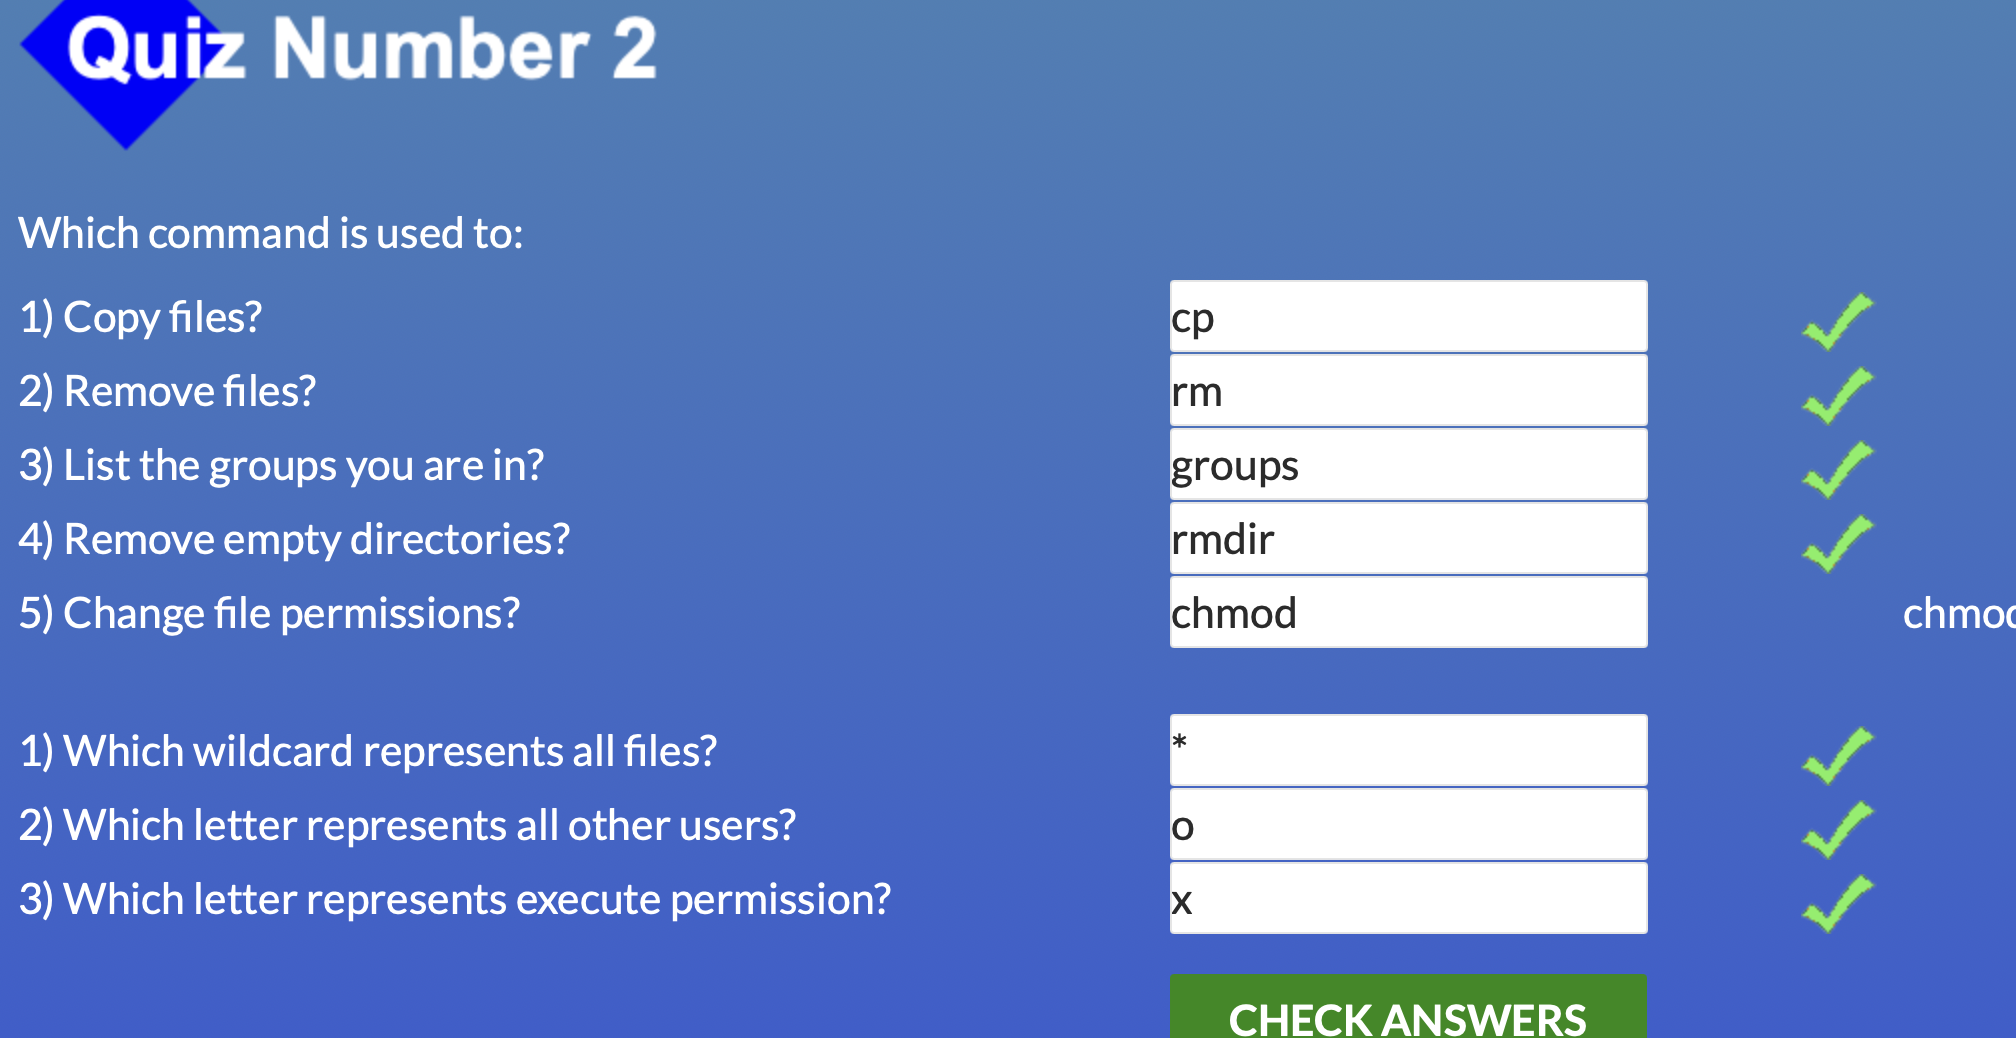 Quiz Number 2
Which command is used to:
1) Copy files? cp
2) Remove files? rm
3) List the groups you are in? groups
4) Remove empty directories? rmdir
5) Change file permissions? chmod chmod
1) Which wildcard represents all files? *
2) Which letter represents all other users? o
3) Which letter represents execute permission? x
CHECK ANSWERS